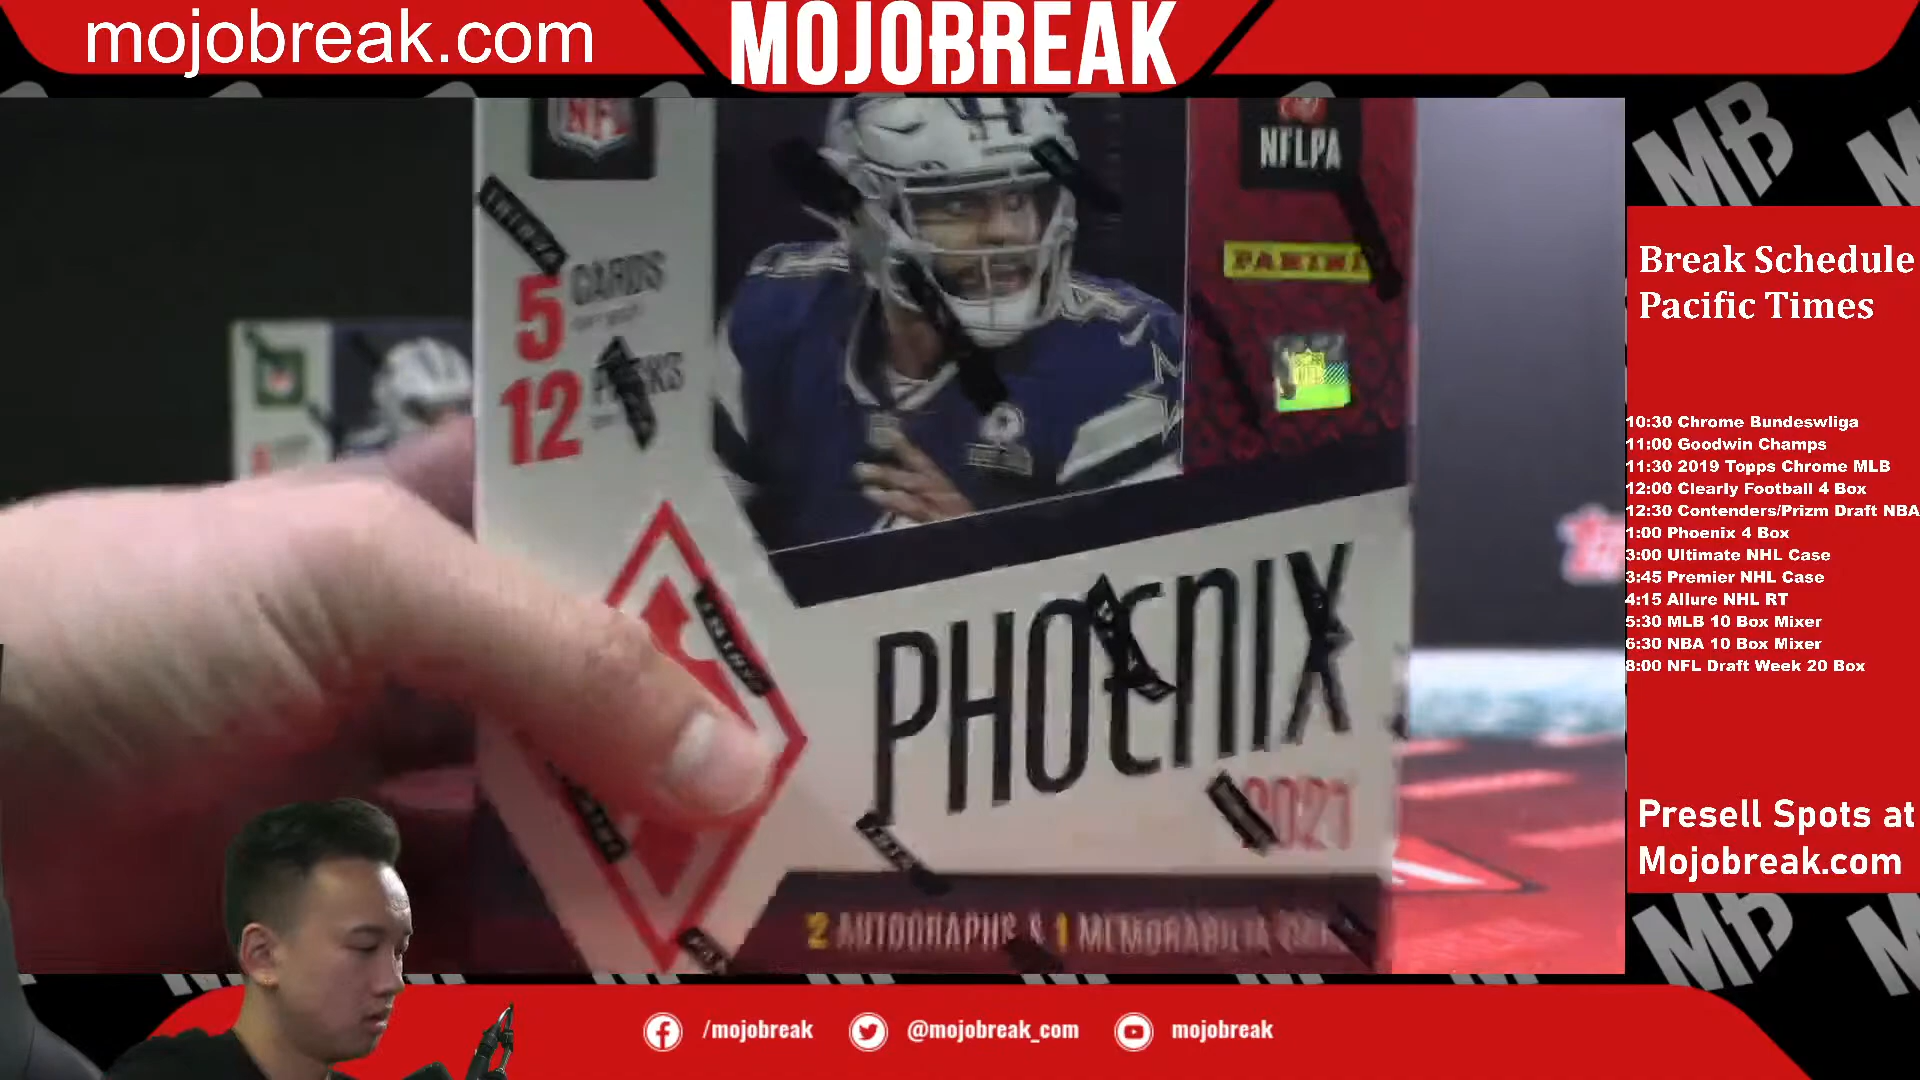 mojobreak.com
MOJOBREAK
NFL
NFLPA
PANINI
5 CARDS
12 PACKS
PHOENIX
2021
2 AUTOGRAPHS & 1 MEMORABILIA
MB
Break Schedule
Pacific Times
10:30 Chrome Bundeswliga
11:00 Goodwin Champs
11:30 2019 Topps Chrome MLB
12:00 Clearly Football 4 Box
12:30 Contenders/Prizm Draft NBA
1:00 Phoenix 4 Box
3:00 Ultimate NHL Case
3:45 Premier NHL Case
4:15 Allure NHL RT
5:30 MLB 10 Box Mixer
6:30 NBA 10 Box Mixer
8:00 NFL Draft Week 20 Box
Presell Spots at
Mojobreak.com
MB
/mojobreak @mojobreak_com mojobreak